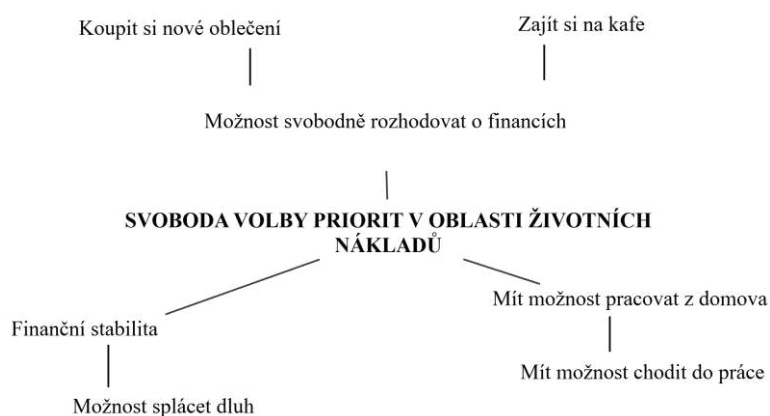 Koupit si nové oblečení
Zajít si na kafe
Možnost svobodně rozhodovat o financích
SVOBODA VOLBY PRIORIT V OBLASTI ŽIVOTNÍCH
NÁKLADŮ
Mít možnost pracovat z domova
Finanční stabilita
Mít možnost chodit do práce
Možnost splácet dluh